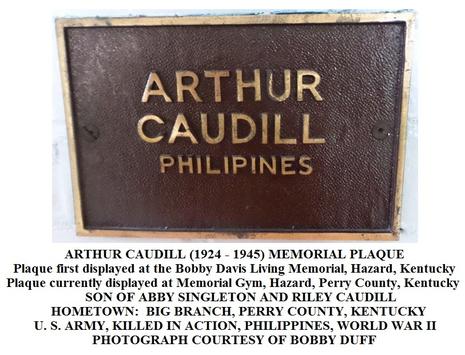 ARTHUR
CAUDILL
PHILIPINES
ARTHUR CAUDILL (1924 - 1945) MEMORIAL PLAQUE
Plaque first displayed at the Bobby Davis Living Memorial, Hazard, Kentucky
Plaque currently displayed at Memorial Gym, Hazard, Perry County, Kentucky
SON OF ABBY SINGLETON AND RILEY CAUDILL
HOMETOWN: BIG BRANCH, PERRY COUNTY, KENTUCKY
U. S. ARMY, KILLED IN ACTION, PHILIPPINES, WORLD WAR II
PHOTOGRAPH COURTESY OF BOBBY DUFF